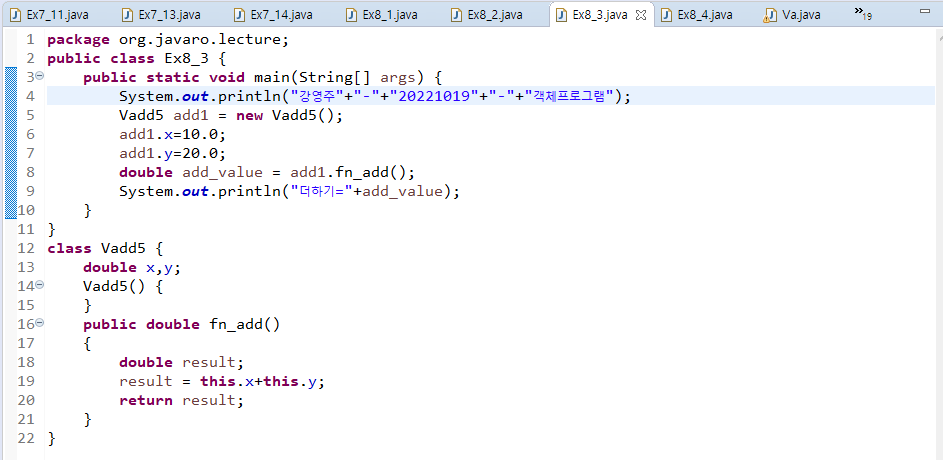 Ex7_11.java Ex7_13.java Ex7_14.java Ex8_1.java Ex8_2.java Ex8_3.java Ex8_4.java Va.java »19
1 package org.javaro.lecture;
2 public class Ex8_3 {
3 public static void main(String[] args) {
4 System.out.println("강영주"+"-"+"20221019"+"-"+"객체프로그램");
5 Vadd5 add1 = new Vadd5();
6 add1.x=10.0;
7 add1.y=20.0;
8 double add_value = add1.fn_add();
9 System.out.println("더하기="+add_value);
10 }
11 }
12 class Vadd5 {
13 double x,y;
14 Vadd5() {
15 }
16 public double fn_add()
17 {
18 double result;
19 result = this.x+this.y;
20 return result;
21 }
22 }